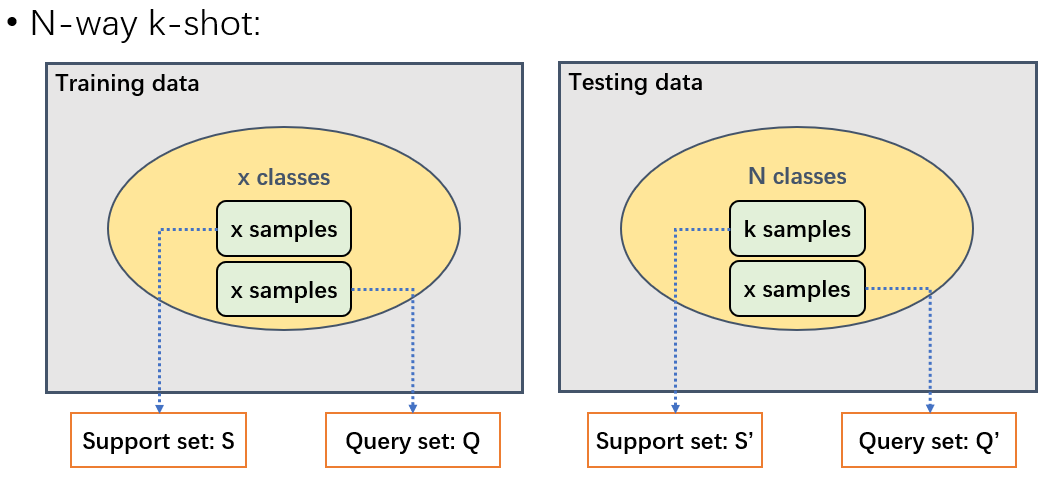 • N-way k-shot:
Training data
x classes
x samples
x samples
Support set: S
Query set: Q
Testing data
N classes
k samples
x samples
Support set: S’
Query set: Q’